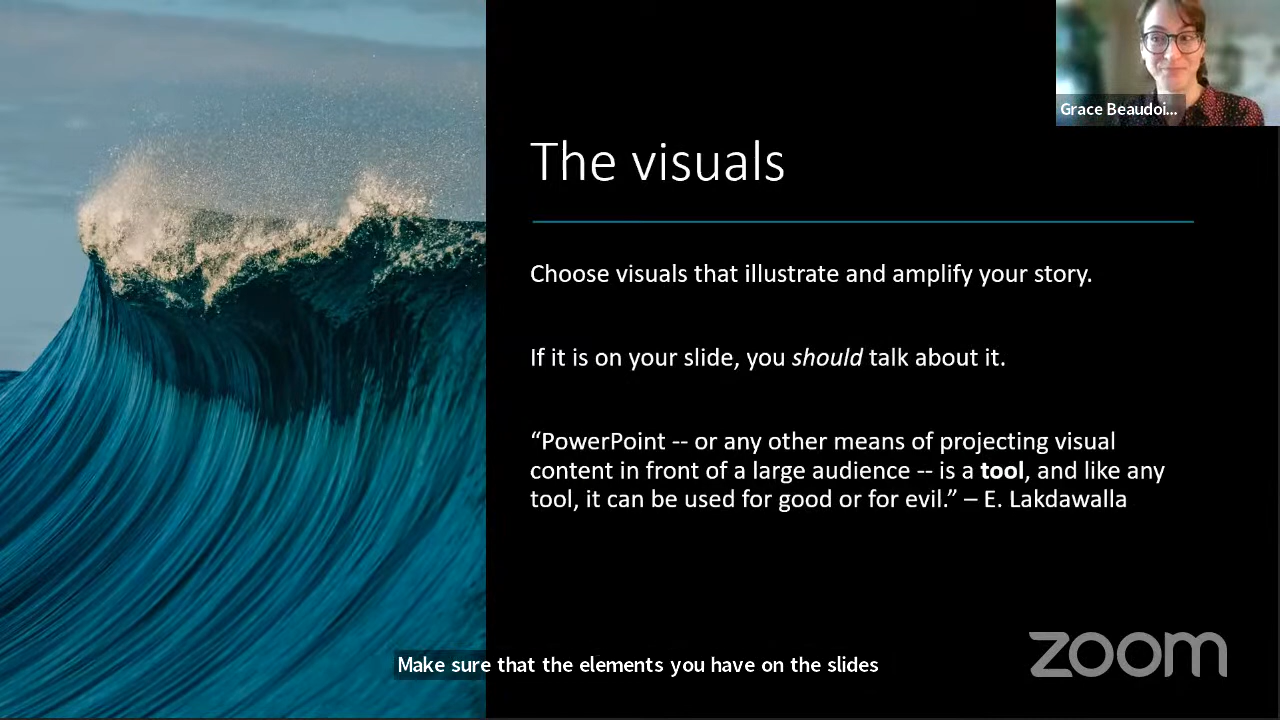 Grace Beaudoi...
The visuals
Choose visuals that illustrate and amplify your story.
If it is on your slide, you should talk about it.
“PowerPoint -- or any other means of projecting visual
content in front of a large audience -- is a tool, and like any
tool, it can be used for good or for evil.” – E. Lakdawalla
Make sure that the elements you have on the slides
zoom